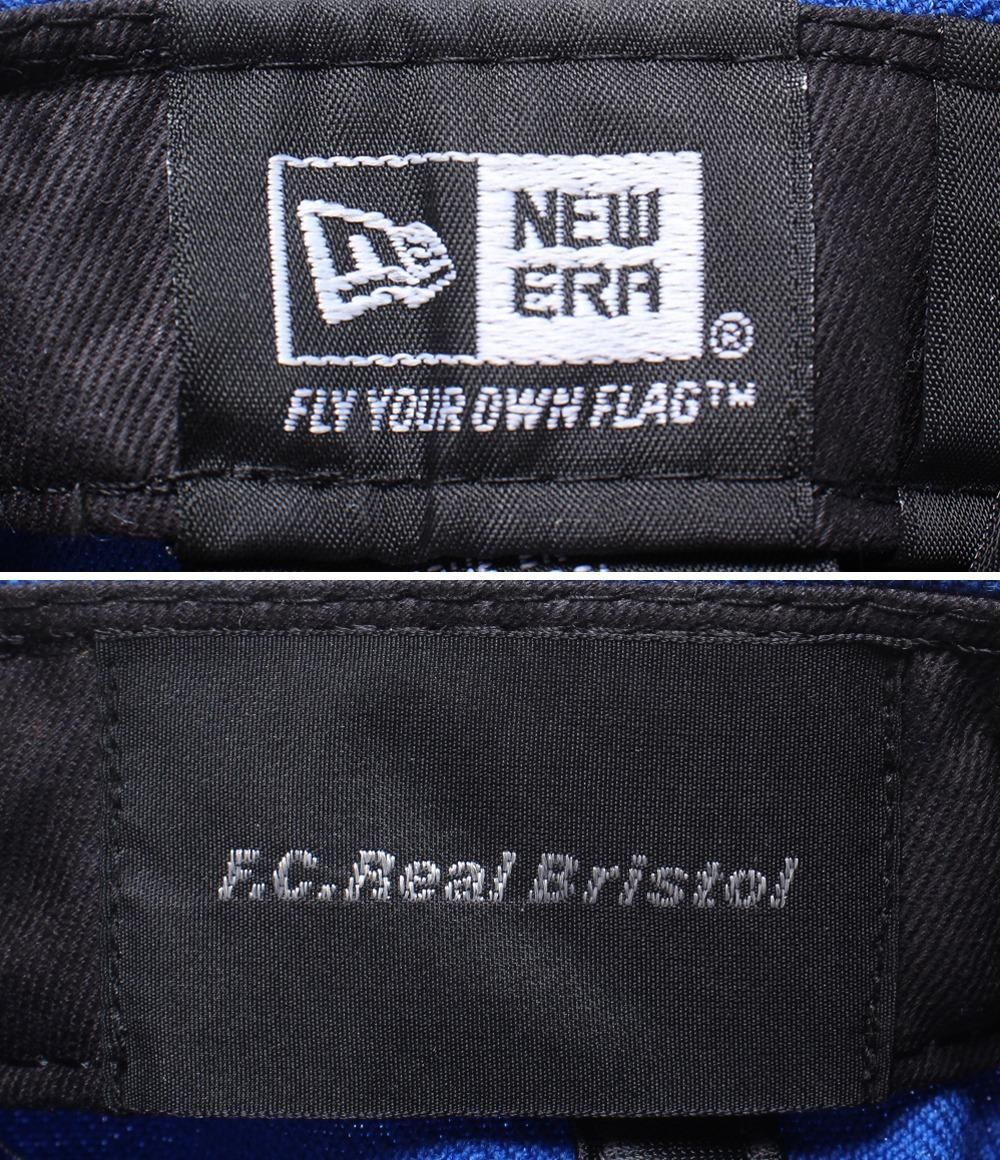 NEW
ERA
®
FLY YOUR OWN FLAG™
F.C.Real Bristol